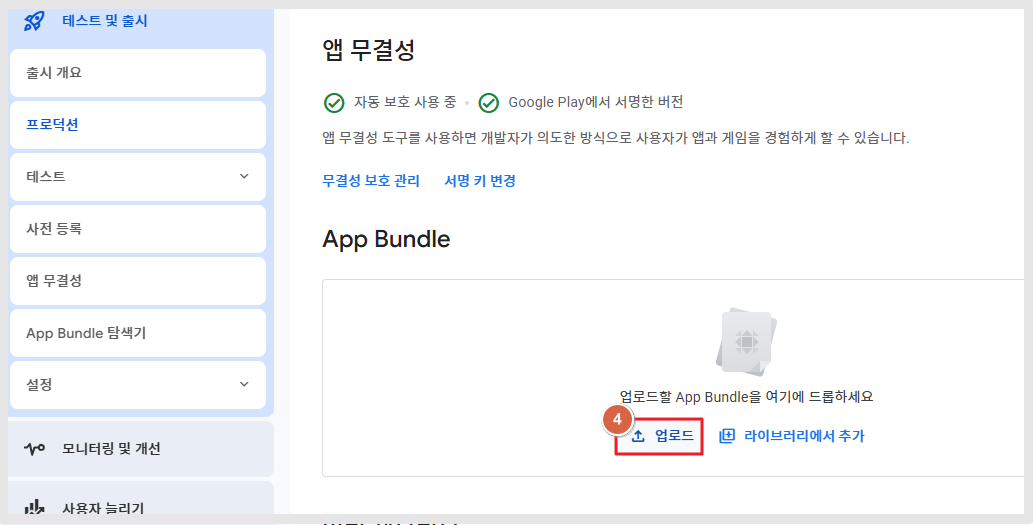 테스트 및 출시
출시 개요
프로덕션
테스트
사전 등록
앱 무결성
App Bundle 탐색기
설정
모니터링 및 개선
사용자 늘리기
앱 무결성
자동 보호 사용 중 • Google Play에서 서명한 버전
앱 무결성 도구를 사용하면 개발자가 의도한 방식으로 사용자가 앱과 게임을 경험하게 할 수 있습니다.
무결성 보호 관리 서명 키 변경
App Bundle
업로드할 App Bundle을 여기에 드롭하세요
4
업로드 라이브러리에서 추가